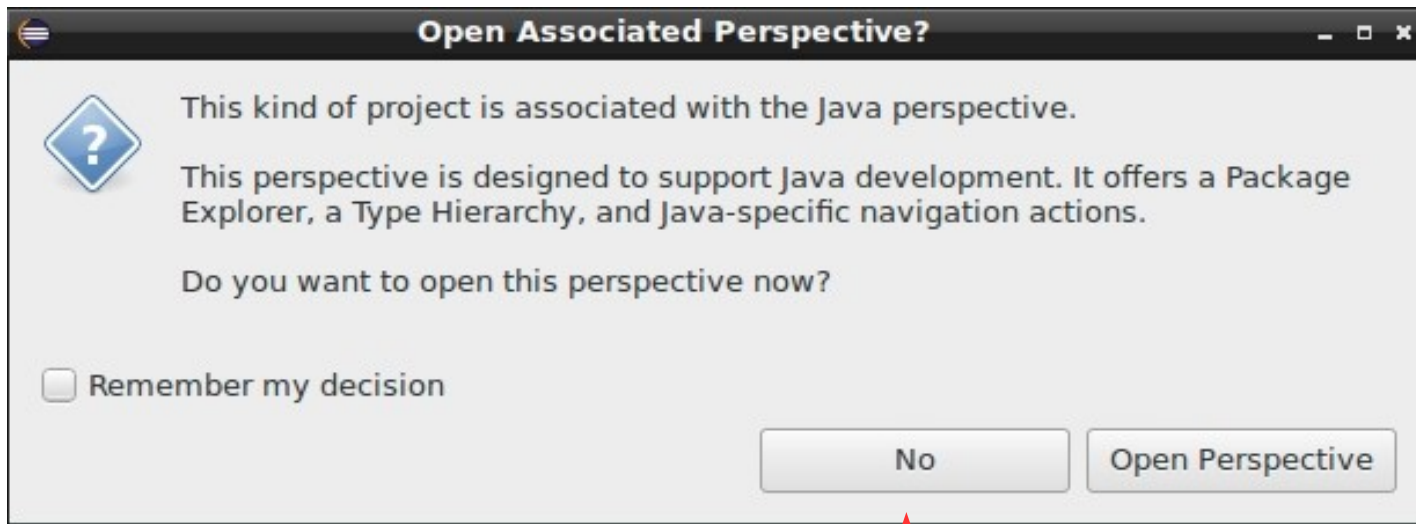 Open Associated Perspective?
This kind of project is associated with the Java perspective.
This perspective is designed to support Java development. It offers a Package
Explorer, a Type Hierarchy, and Java-specific navigation actions.
Do you want to open this perspective now?
Remember my decision
No
Open Perspective